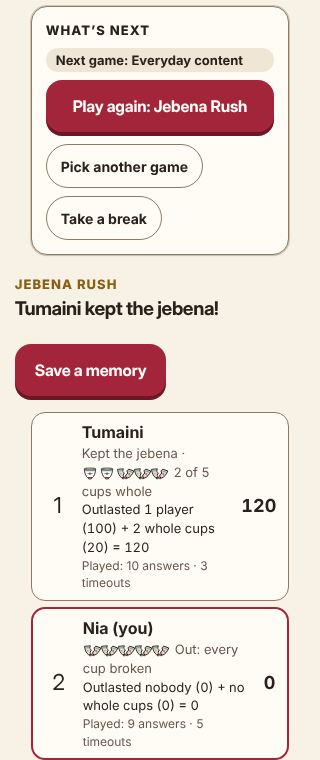 WHAT’S NEXT
Next game: Everyday content
Play again: Jebena Rush
Pick another game
Take a break
JEBENA RUSH
Tumaini kept the jebena!
Save a memory
1
Tumaini
Kept the jebena ·
2 of 5
cups whole
Outlasted 1 player
(100) + 2 whole cups
(20) = 120
Played: 10 answers · 3
timeouts
120
2
Nia (you)
Out: every
cup broken
Outlasted nobody (0) + no
whole cups (0) = 0
Played: 9 answers · 5
timeouts
0